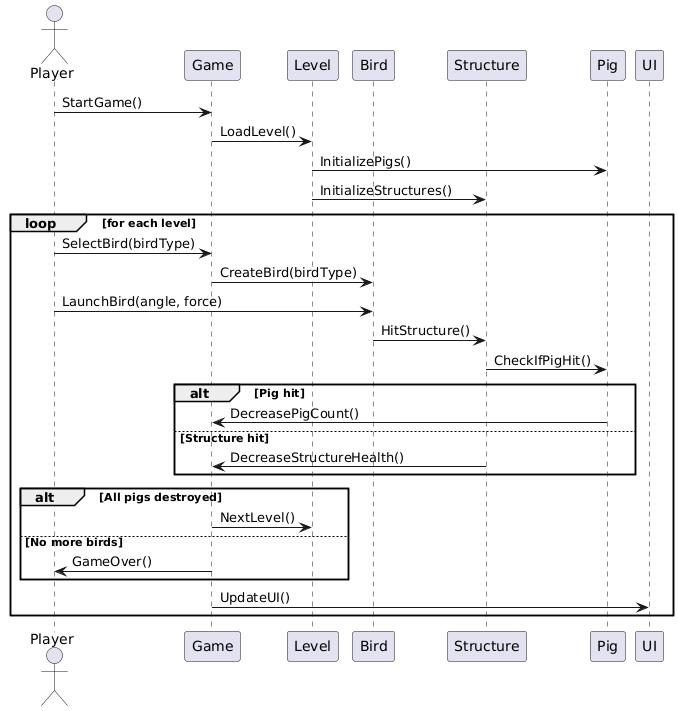 Player
Game Level Bird Structure Pig UI
StartGame()
LoadLevel()
InitializePigs()
InitializeStructures()
loop [for each level]
SelectBird(birdType)
CreateBird(birdType)
LaunchBird(angle, force)
HitStructure()
CheckIfPigHit()
alt [Pig hit]
DecreasePigCount()
[Structure hit]
DecreaseStructureHealth()
alt [All pigs destroyed]
NextLevel()
[No more birds]
GameOver()
UpdateUI()
Player
Game Level Bird Structure Pig UI